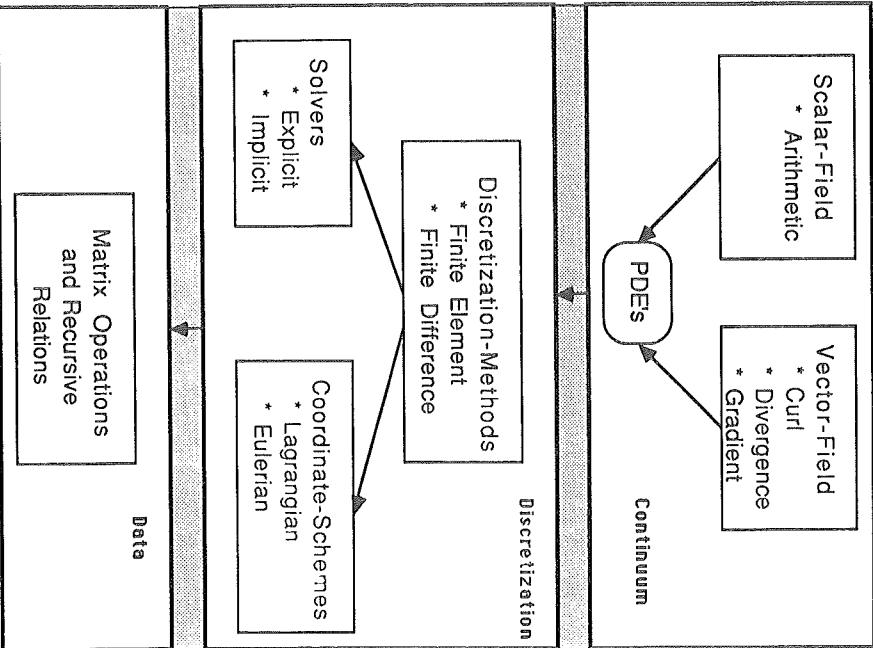 Scalar-Field
* Arithmetic
Vector-Field
* Curl
* Divergence
* Gradient
PDE's
Continuum
Discretization-Methods
* Finite Element
* Finite Difference
Solvers
* Explicit
* Implicit
Coordinate-Schemes
* Lagrangian
* Eulerian
Discretization
Matrix Operations
and Recursive
Relations
Data